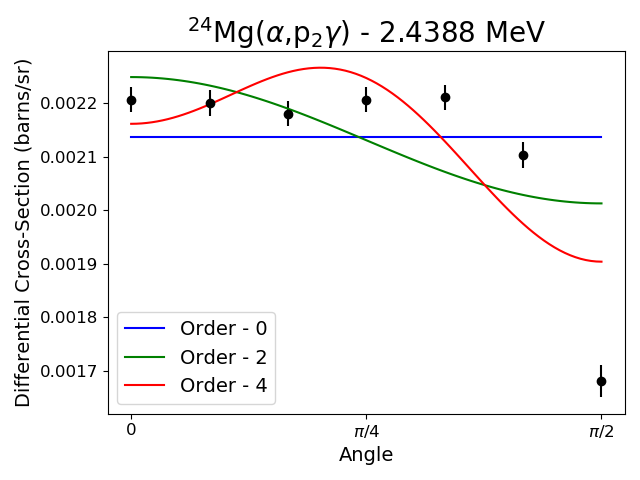 ²⁴Mg(α,p₂γ) - 2.4388 MeV
Differential Cross-Section (barns/sr)
0.0022
0.0021
0.0020
0.0019
0.0018
0.0017
Order - 0
Order - 2
Order - 4
0
π/4
π/2
Angle